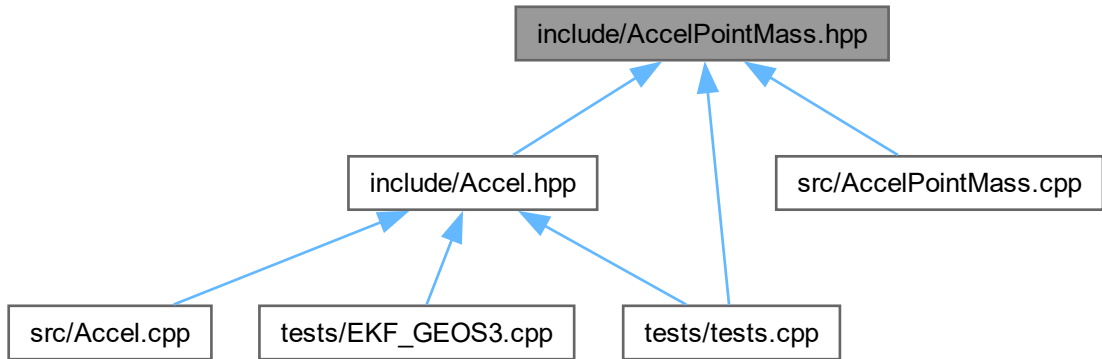 include/AccelPointMass.hpp
include/Accel.hpp
src/AccelPointMass.cpp
src/Accel.cpp
tests/EKF_GEOS3.cpp
tests/tests.cpp